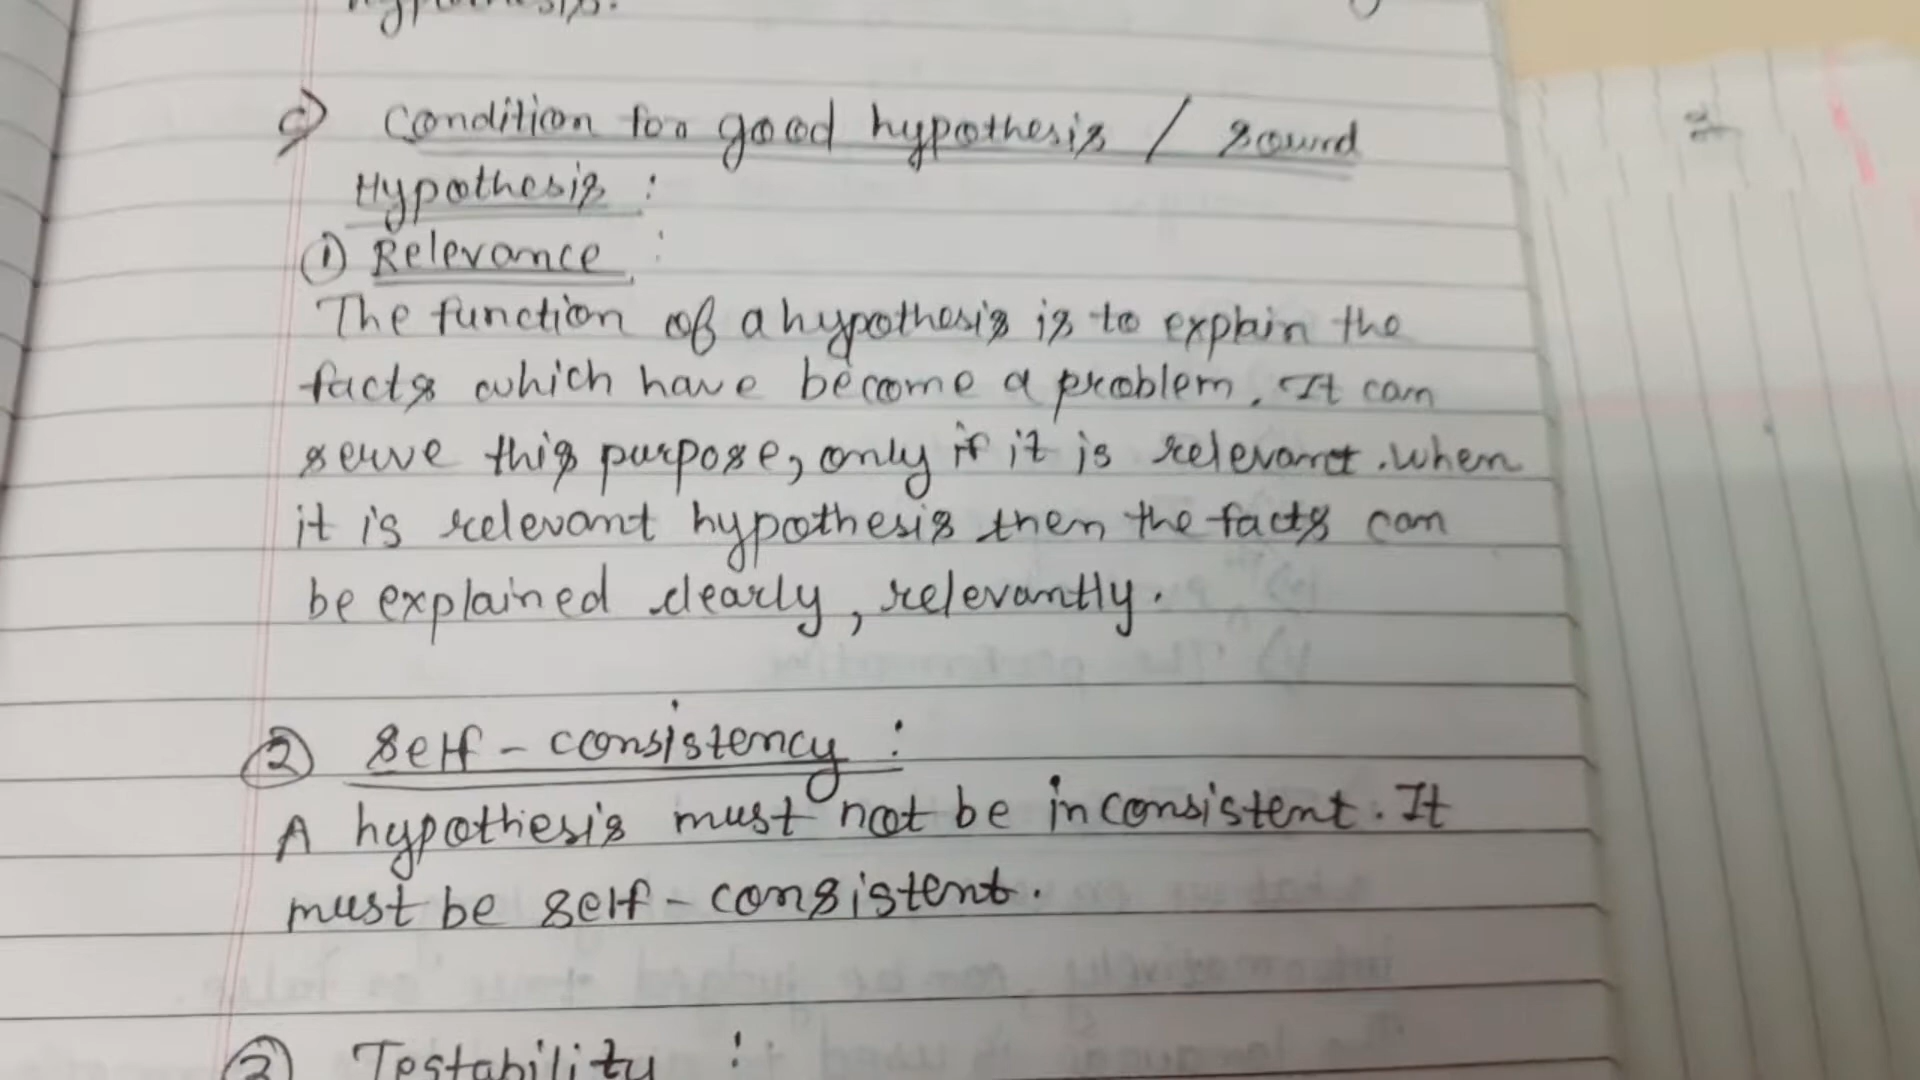 hypothesis.
c) Condition for good hypothesis / sound
Hypothesis :
① Relevance :
The function of a hypothesis is to explain the
facts which have become a problem. It can
serve this purpose, only if it is relevant. when
it is relevant hypothesis then the facts can
be explained clearly, relevantly.
② Self - consistency :
A hypothesis must not be inconsistent. It
must be self - consistent.
③ Testability :